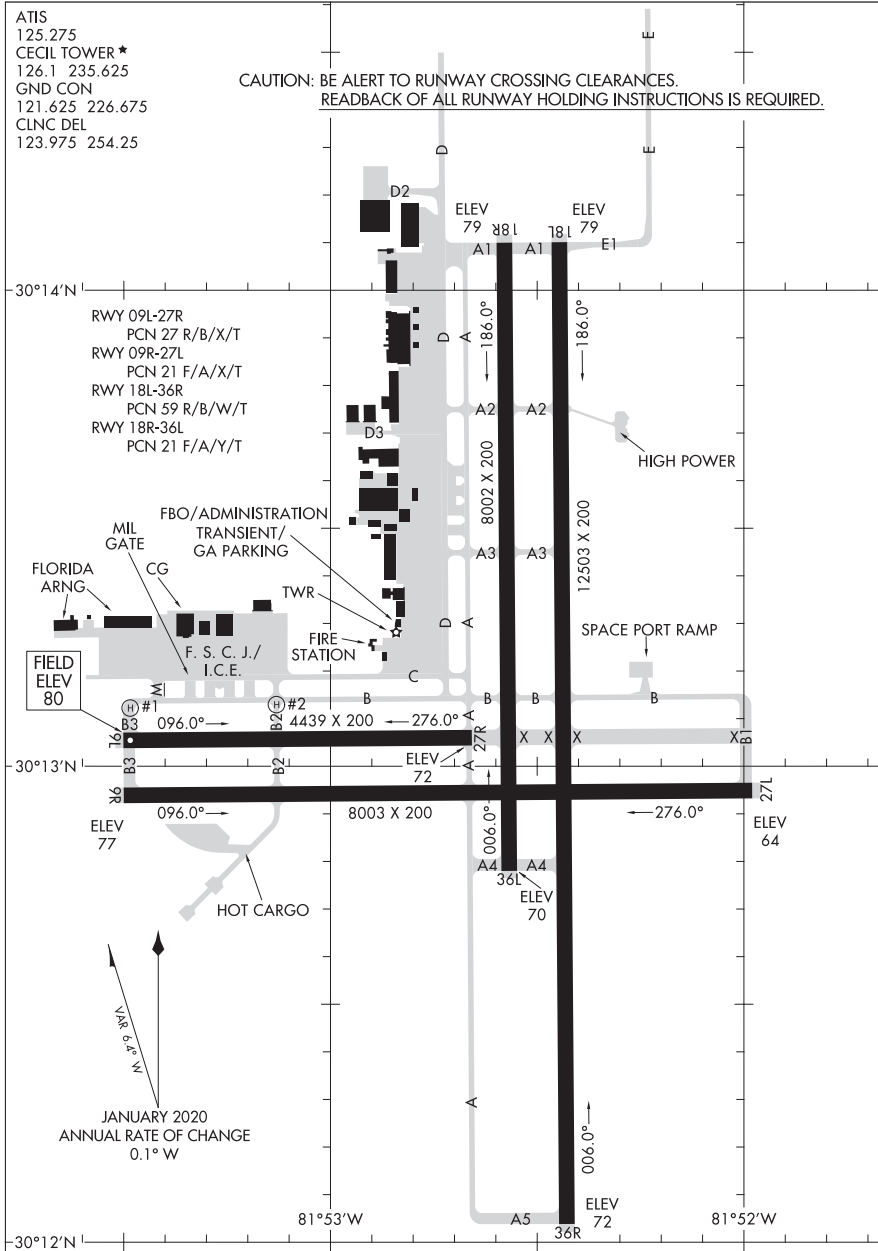 ATIS
125.275
CECIL TOWER ★
126.1 235.625
GND CON
121.625 226.675
CLNC DEL
123.975 254.25
CAUTION: BE ALERT TO RUNWAY CROSSING CLEARANCES.
READBACK OF ALL RUNWAY HOLDING INSTRUCTIONS IS REQUIRED.
E
D
E
D2
ELEV
79
18R
18L
ELEV
79
A1
A1
E1
30°14'N
RWY 09L-27R
PCN 27 R/B/X/T
RWY 09R-27L
PCN 21 F/A/X/T
RWY 18L-36R
PCN 59 R/B/W/T
RWY 18R-36L
PCN 21 F/A/Y/T
D
A
186.0°
186.0°
A2
A2
D3
HIGH POWER
8002 X 200
12503 X 200
FBO/ADMINISTRATION
TRANSIENT/
GA PARKING
MIL
GATE
CG
FLORIDA
ARNG
TWR
A3
A3
D
A
FIRE
STATION
F. S. C. J./
I.C.E.
SPACE PORT RAMP
FIELD
ELEV
80
C
M
B
B
B
B
A
H #1
H #2
B3
B2
096.0°
4439 X 200
276.0°
9L
27R
X
X
X
X
B1
ELEV
72
30°13'N
B3
B2
A
9R
27L
ELEV
77
096.0°
8003 X 200
006.0°
276.0°
ELEV
64
A4
A4
36L
ELEV
70
HOT CARGO
VAR 6.4° W
JANUARY 2020
ANNUAL RATE OF CHANGE
0.1° W
A
006.0°
81°53'W
A5
36R
ELEV
72
81°52'W
30°12'N